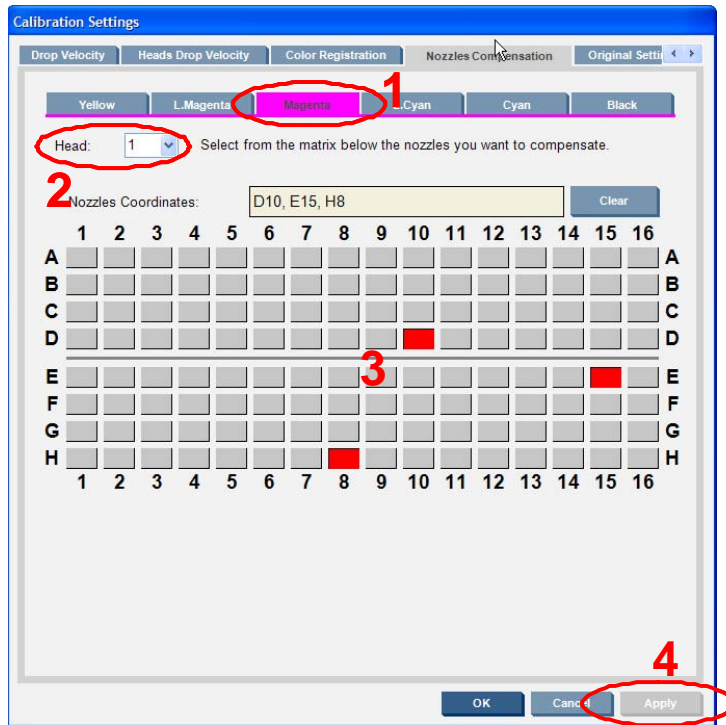 Calibration Settings
Drop Velocity Heads Drop Velocity Color Registration Nozzles Compensation Original Setti
1
Yellow L.Magenta Magenta L.Cyan Cyan Black
Head: 1 Select from the matrix below the nozzles you want to compensate.
2
Nozzles Coordinates: D10, E15, H8 Clear
1 2 3 4 5 6 7 8 9 10 11 12 13 14 15 16
A A
B B
C C
D D
3
E E
F F
G G
H H
1 2 3 4 5 6 7 8 9 10 11 12 13 14 15 16
4
OK Cancel Apply